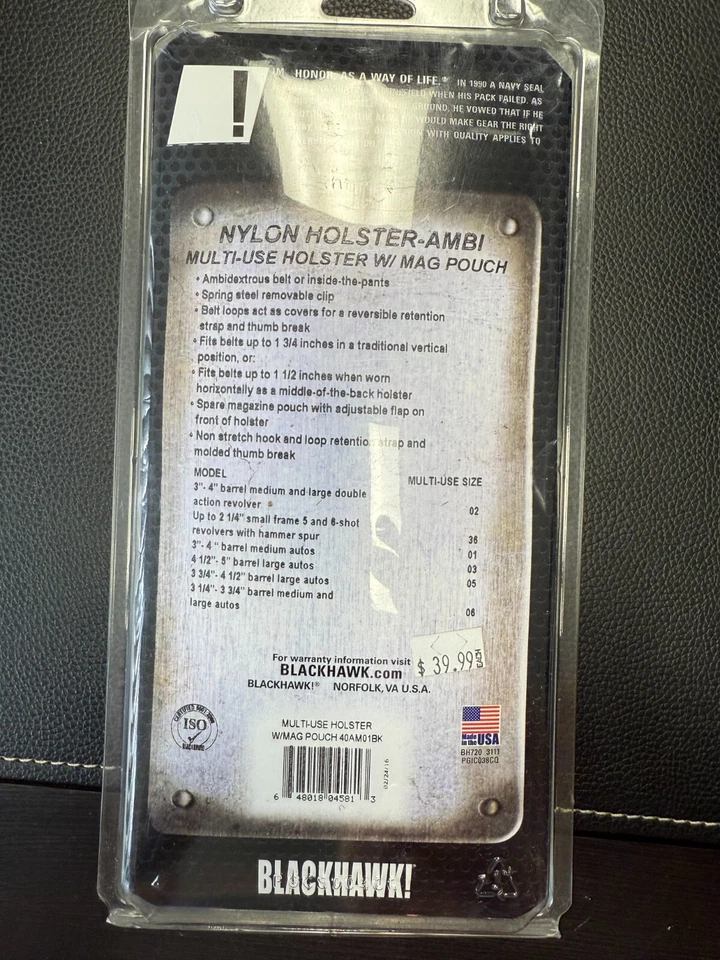 HONOR AS A WAY OF LIFE.® IN 1990 A NAVY SEAL
WHEN HIS PACK FAILED. AS
GROUND, HE VOWED THAT IF HE
WOULD MAKE GEAR THE RIGHT
WITH QUALITY APPLIES TO
NYLON HOLSTER-AMBI
MULTI-USE HOLSTER W/ MAG POUCH
• Ambidextrous belt or inside-the-pants
• Spring steel removable clip
• Belt loops act as covers for a reversible retention
strap and thumb break
• Fits belts up to 1 3/4 inches in a traditional vertical
position, or:
• Fits belts up to 1 1/2 inches when worn
horizontally as a middle-of-the-back holster
• Spare magazine pouch with adjustable flap on
front of holster
• Non stretch hook and loop retention strap and
molded thumb break
MODEL MULTI-USE SIZE
3"- 4" barrel medium and large double
action revolver 02
Up to 2 1/4" small frame 5 and 6-shot
revolvers with hammer spur 36
3"- 4 " barrel medium autos 01
4 1/2"- 5" barrel large autos 03
3 3/4"- 4 1/2" barrel large autos 05
3 1/4"- 3 3/4" barrel medium and
large autos 06
$ 39.99 EACH
For warranty information visit
BLACKHAWK.com
BLACKHAWK!® NORFOLK, VA U.S.A.
ISO
MULTI-USE HOLSTER
W/MAG POUCH 40AM01BK
02/24/16
6 48018 04581 3
Made
in the USA
BH720 3111
PGIC038CQ
BLACKHAWK!